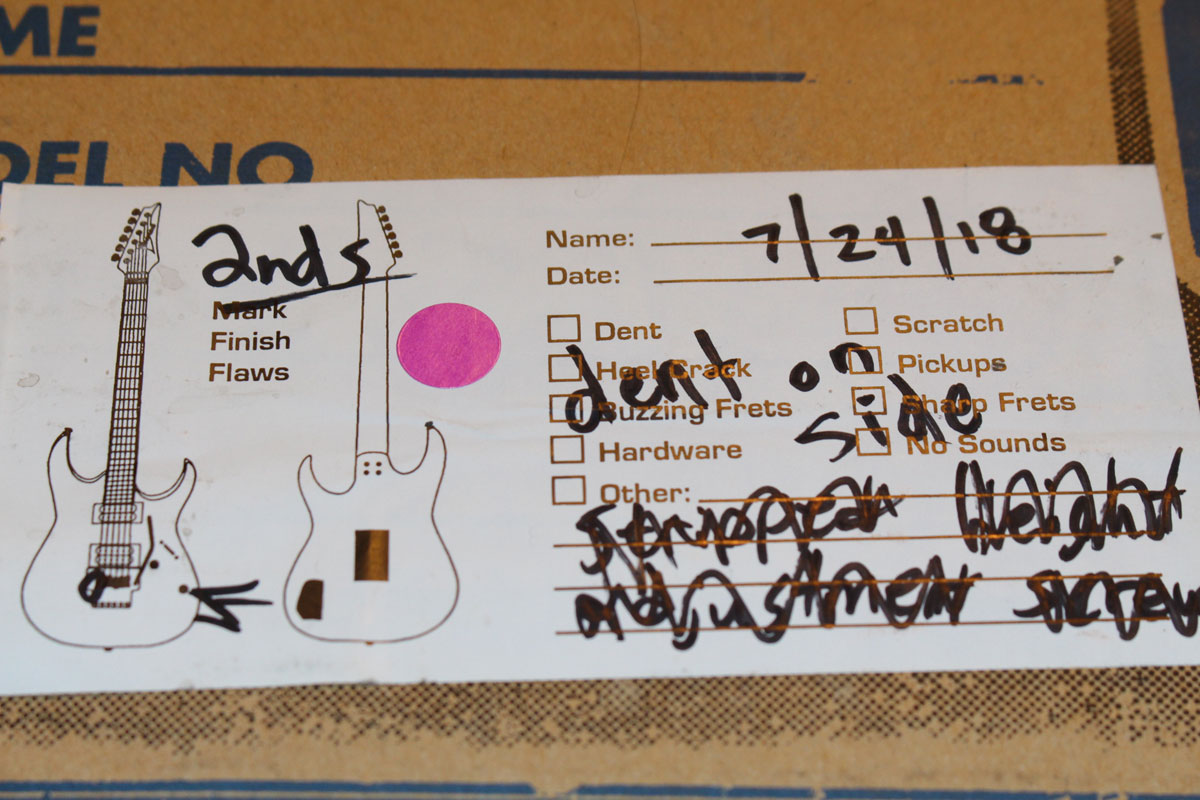 ME
DEL NO
2nds
Mark
Finish
Flaws
Name: 7/24/18
Date:
Dent
Scratch
Heel Crack
Pickups
dent on
Buzzing Frets
Sharp Frets
side
Hardware
No Sounds
Other:
height
adjustment screw